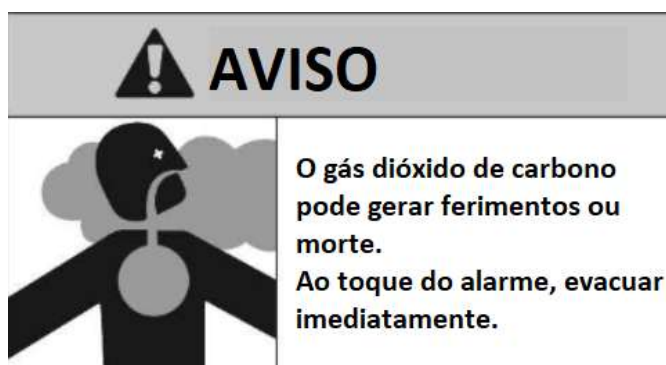 AVISO
O gás dióxido de carbono
pode gerar ferimentos ou
morte.
Ao toque do alarme, evacuar
imediatamente.